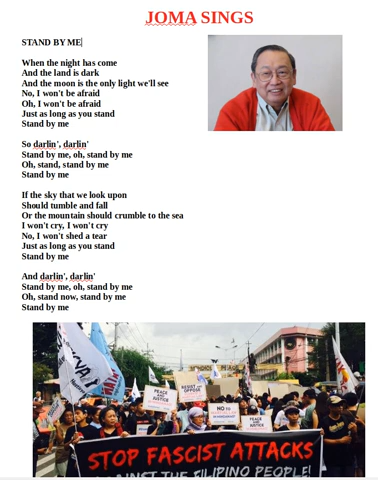 JOMA SINGS
STAND BY ME
When the night has come
And the land is dark
And the moon is the only light we'll see
No, I won't be afraid
Oh, I won't be afraid
Just as long as you stand
Stand by me
So darlin', darlin'
Stand by me, oh, stand by me
Oh, stand, stand by me
Stand by me
If the sky that we look upon
Should tumble and fall
Or the mountain should crumble to the sea
I won't cry, I won't cry
No, I won't shed a tear
Just as long as you stand
Stand by me
And darlin', darlin'
Stand by me, oh, stand by me
Oh, stand now, stand by me
Stand by me
PEACE
AND
JUSTICE
NO to
PEACE
AND
JUSTICE
STOP FASCIST ATTACKS
AGAINST THE FILIPINO PEOPLE!